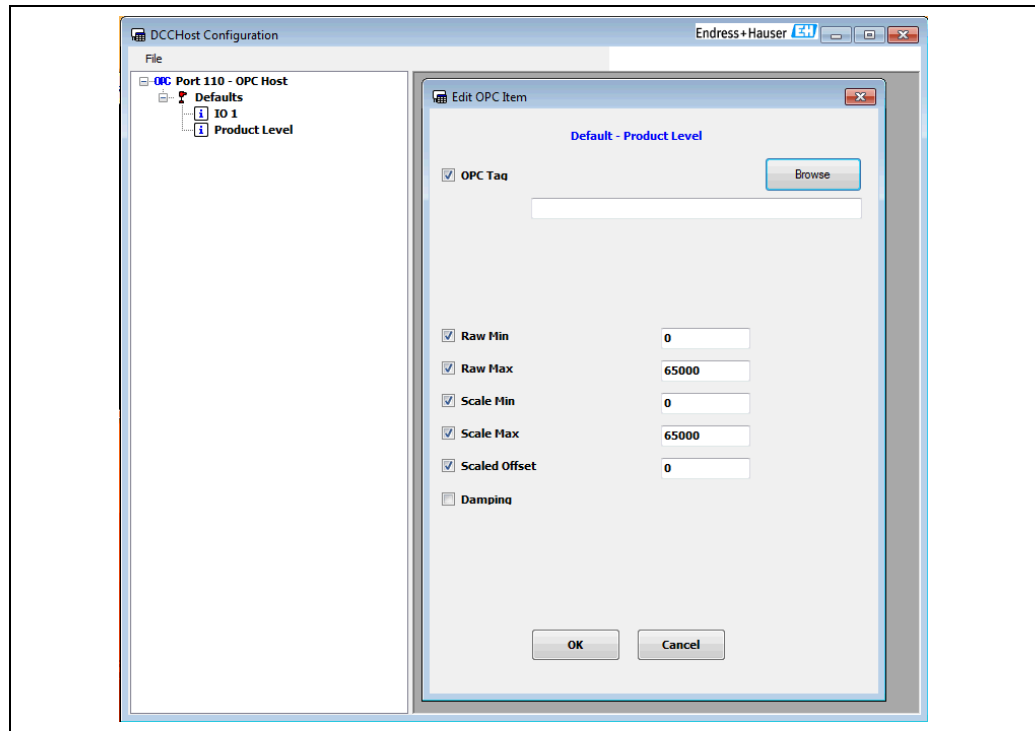 DCCHost Configuration
Endress+Hauser EH
File
OPC Port 110 - OPC Host
Defaults
i IO 1
i Product Level
Edit OPC Item
Default - Product Level
OPC Tag
Browse
Raw Min 0
Raw Max 65000
Scale Min 0
Scale Max 65000
Scaled Offset 0
Damping
OK
Cancel